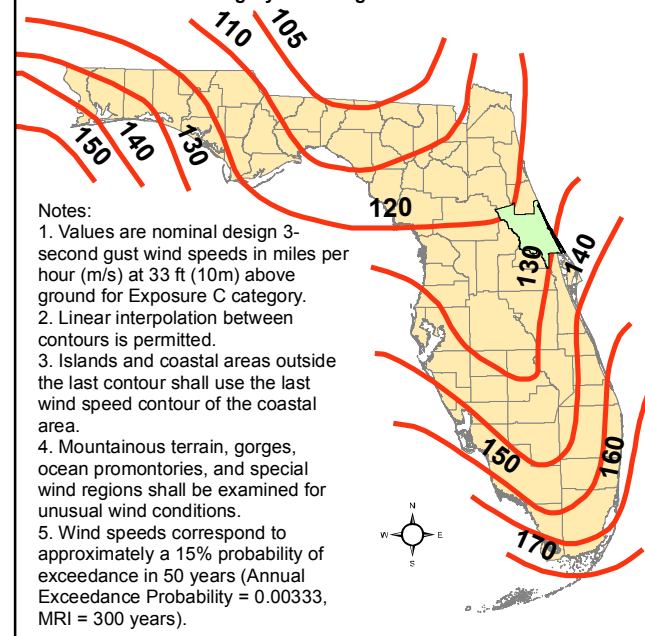 105
110
150
140
130
120
130
140
150
160
170
Notes:
1. Values are nominal design 3-
second gust wind speeds in miles per
hour (m/s) at 33 ft (10m) above
ground for Exposure C category.
2. Linear interpolation between
contours is permitted.
3. Islands and coastal areas outside
the last contour shall use the last
wind speed contour of the coastal
area.
4. Mountainous terrain, gorges,
ocean promontories, and special
wind regions shall be examined for
unusual wind conditions.
5. Wind speeds correspond to
approximately a 15% probability of
exceedance in 50 years (Annual
Exceedance Probability = 0.00333,
MRI = 300 years).
N
W
E
S